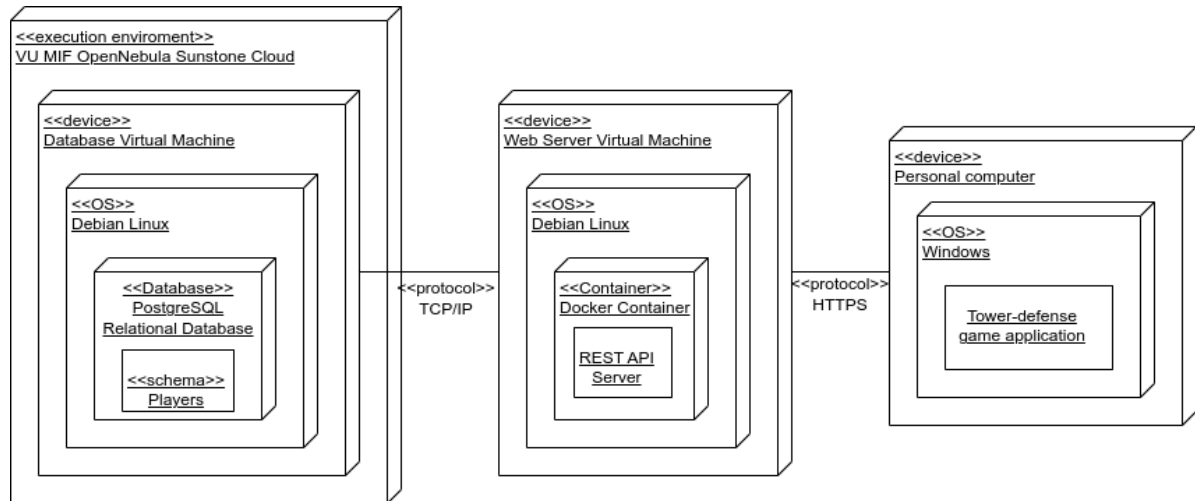 <<execution enviroment>>
VU MIF OpenNebula Sunstone Cloud
<<device>>
Database Virtual Machine
<<OS>>
Debian Linux
<<Database>>
PostgreSQL
Relational Database
<<schema>>
Players
<<protocol>>
TCP/IP
<<device>>
Web Server Virtual Machine
<<OS>>
Debian Linux
<<Container>>
Docker Container
REST API
Server
<<protocol>>
HTTPS
<<device>>
Personal computer
<<OS>>
Windows
Tower-defense
game application